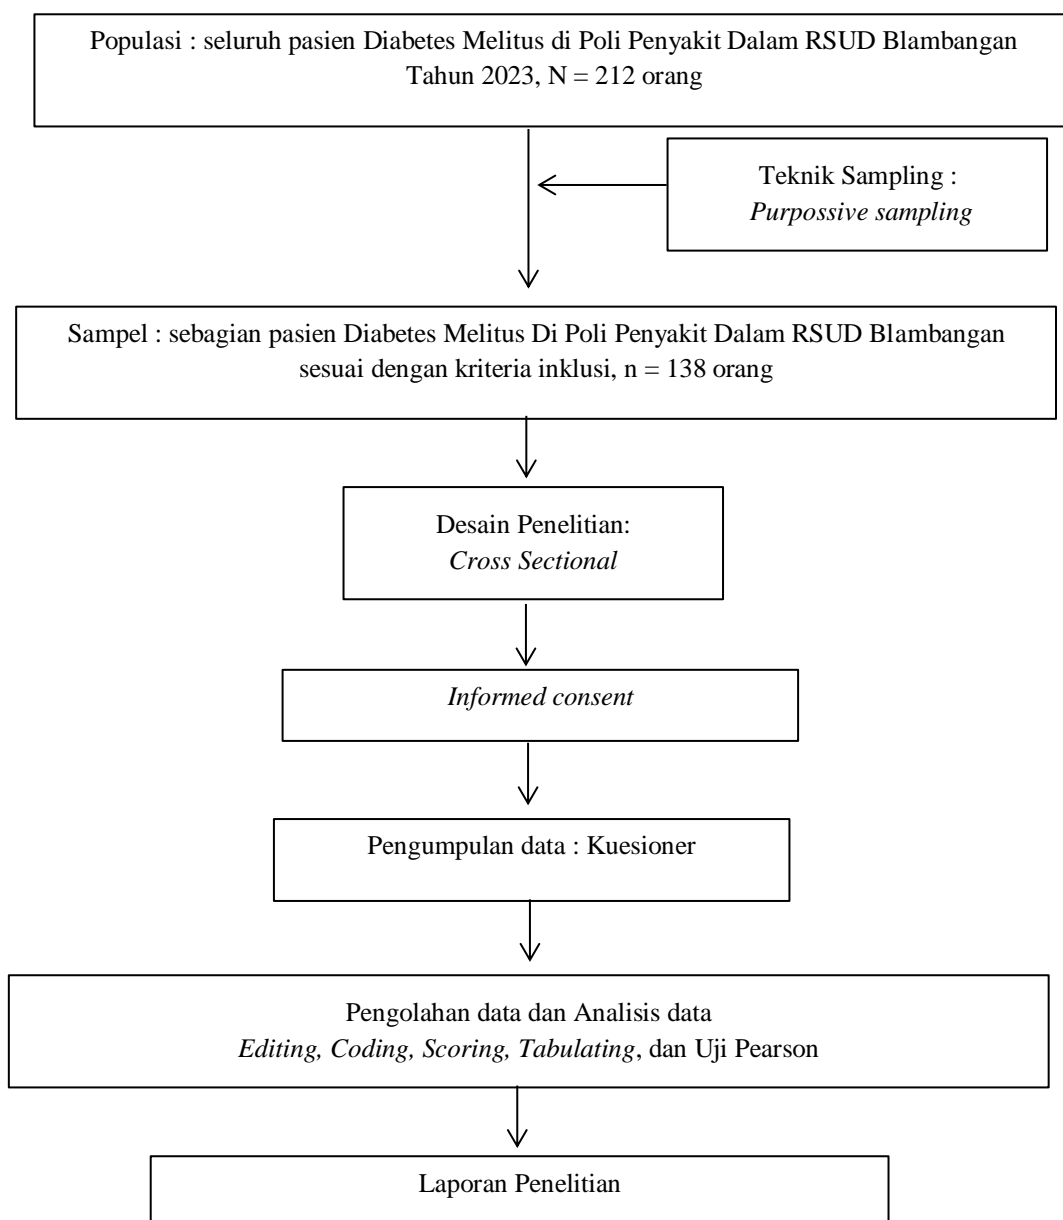 Populasi : seluruh pasien Diabetes Melitus di Poli Penyakit Dalam RSUD Blambangan
Tahun 2023, N = 212 orang
Teknik Sampling :
Purpossive sampling
Sampel : sebagian pasien Diabetes Melitus Di Poli Penyakit Dalam RSUD Blambangan
sesuai dengan kriteria inklusi, n = 138 orang
Desain Penelitian:
Cross Sectional
Informed consent
Pengumpulan data : Kuesioner
Pengolahan data dan Analisis data
Editing, Coding, Scoring, Tabulating, dan Uji Pearson
Laporan Penelitian